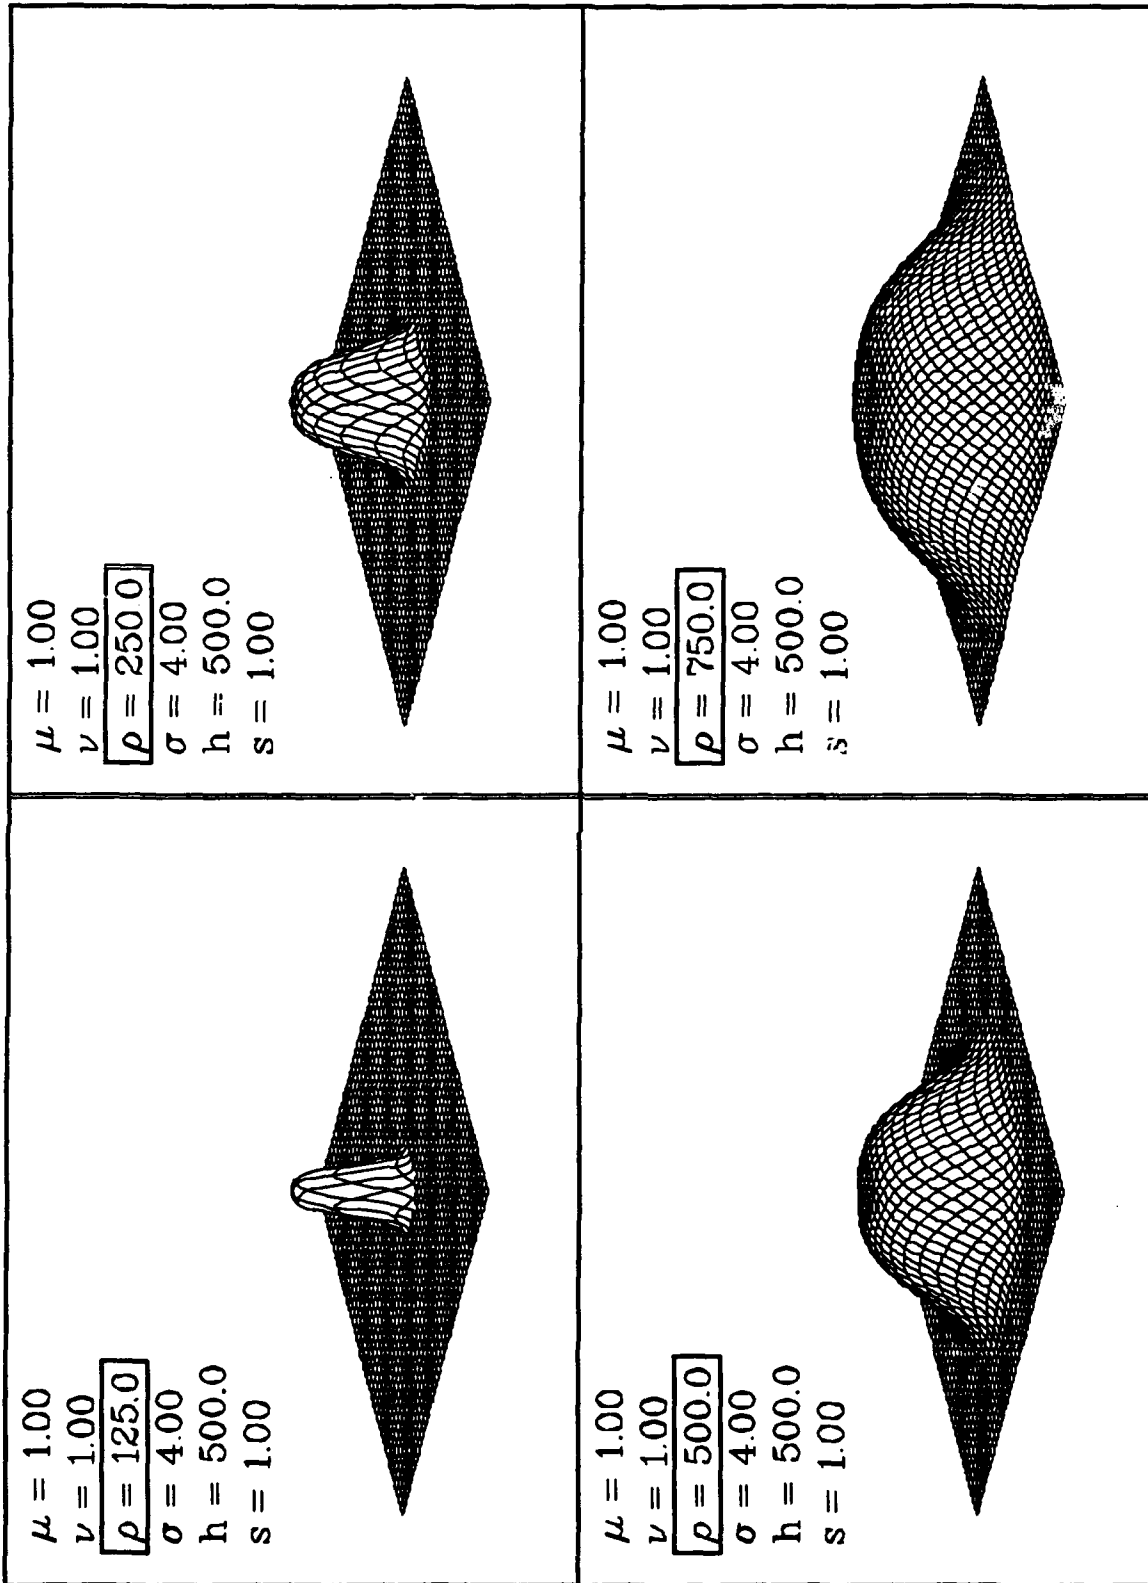 μ = 1.00
ν = 1.00
ρ = 125.0
σ = 4.00
h = 500.0
s = 1.00
μ = 1.00
ν = 1.00
ρ = 250.0
σ = 4.00
h = 500.0
s = 1.00
μ = 1.00
ν = 1.00
ρ = 500.0
σ = 4.00
h = 500.0
s = 1.00
μ = 1.00
ν = 1.00
ρ = 750.0
σ = 4.00
h = 500.0
s = 1.00